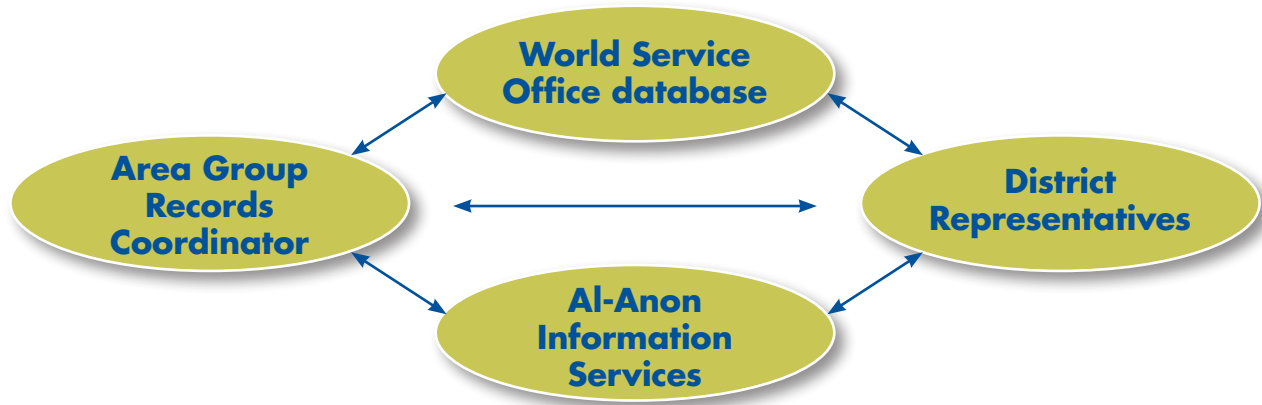 World Service
Office database
Area Group
Records
Coordinator
District
Representatives
Al-Anon
Information
Services